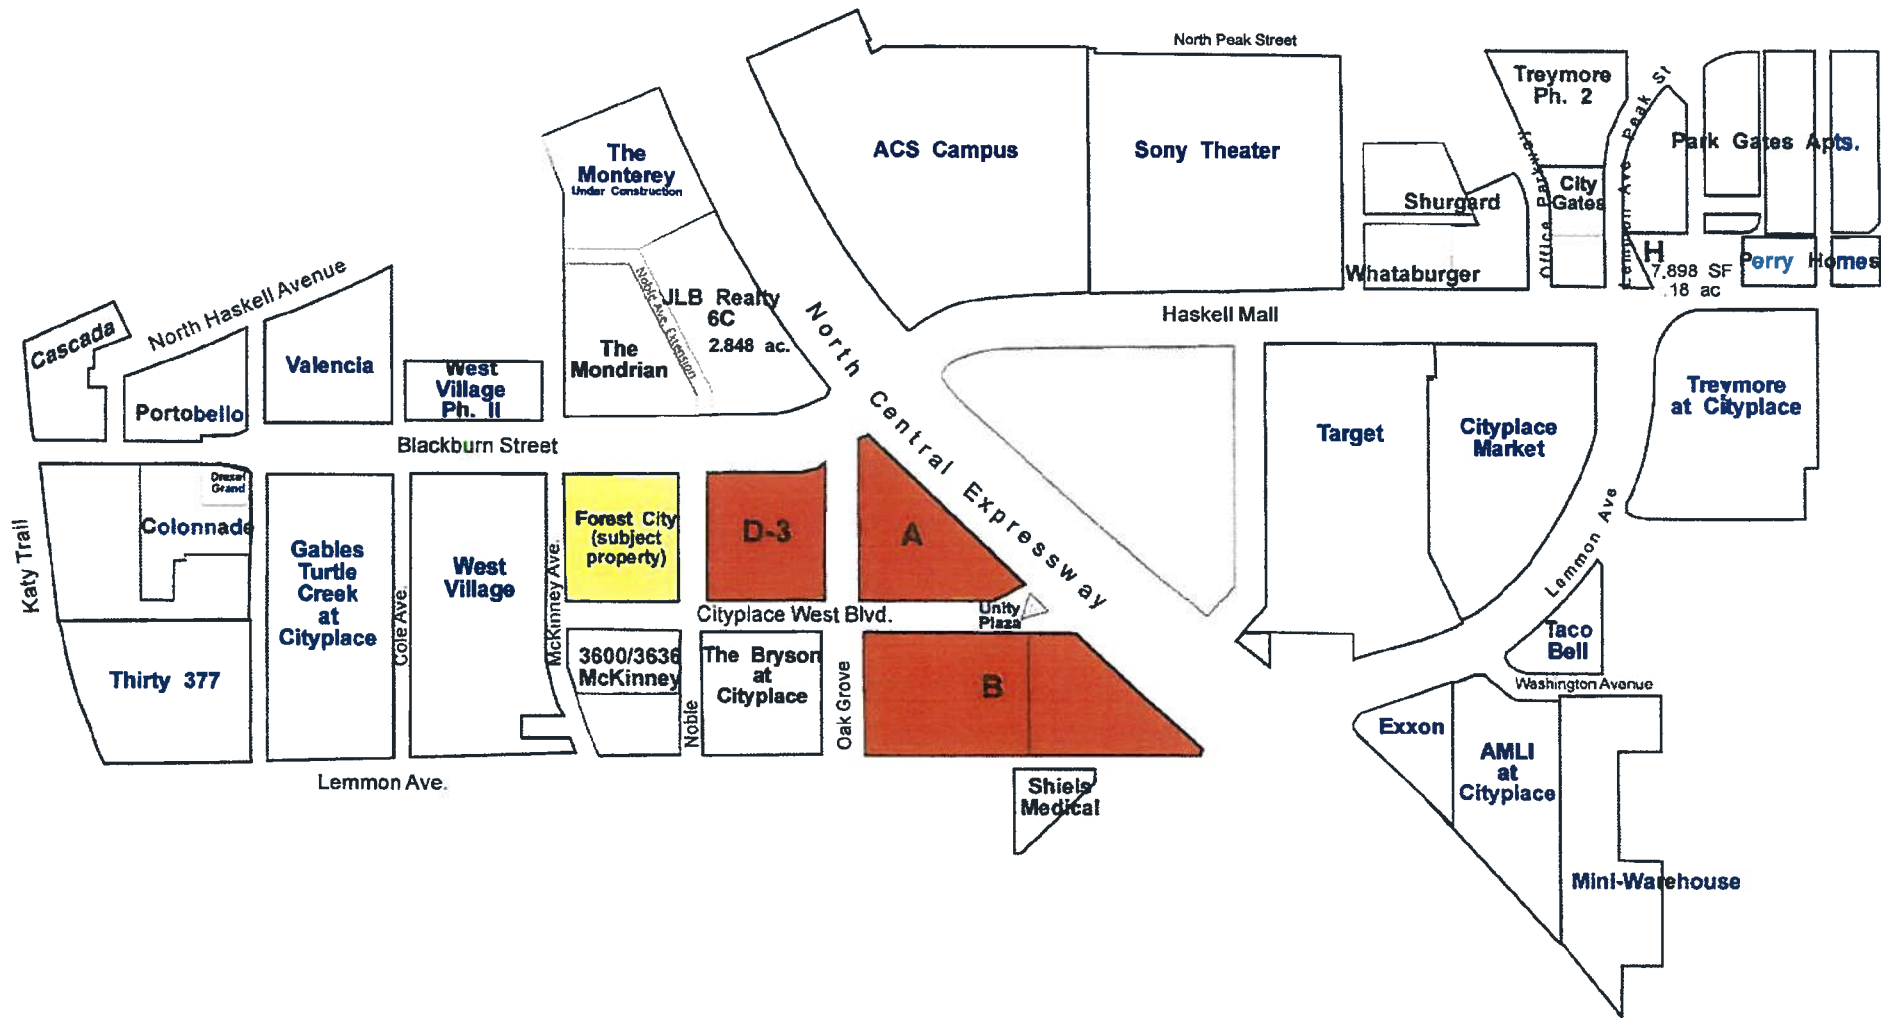 North Peak Street
Treymore
Ph. 2
Peak St
Park Gates Apts.
The
Monterey
Under Construction
ACS Campus
Sony Theater
Shurgard
Office Parkway
City
Gates
Lemmon Ave
H
7,898 SF
.18 ac
Perry Homes
Whataburger
Haskell Mall
North Haskell Avenue
Cascada
Portobello
Valencia
West
Village
Ph. II
Noble Ave. Extension
JLB Realty
6C
2.848 ac.
The
Mondrian
North Central Expressway
Target
Cityplace
Market
Treymore
at Cityplace
Blackburn Street
Katy Trail
Drexel
Grand
Colonnade
Gables
Turtle
Creek
at
Cityplace
Cole Ave.
West
Village
McKinney Ave.
Forest City
(subject
property)
D-3
A
Lemmon Ave
Cityplace West Blvd.
Unity
Plaza
Thirty 377
3600/3636
McKinney
Noble
The Bryson
at
Cityplace
Oak Grove
B
Taco
Bell
Washington Avenue
Exxon
AMLI
at
Cityplace
Lemmon Ave.
Shiels
Medical
Mini-Warehouse